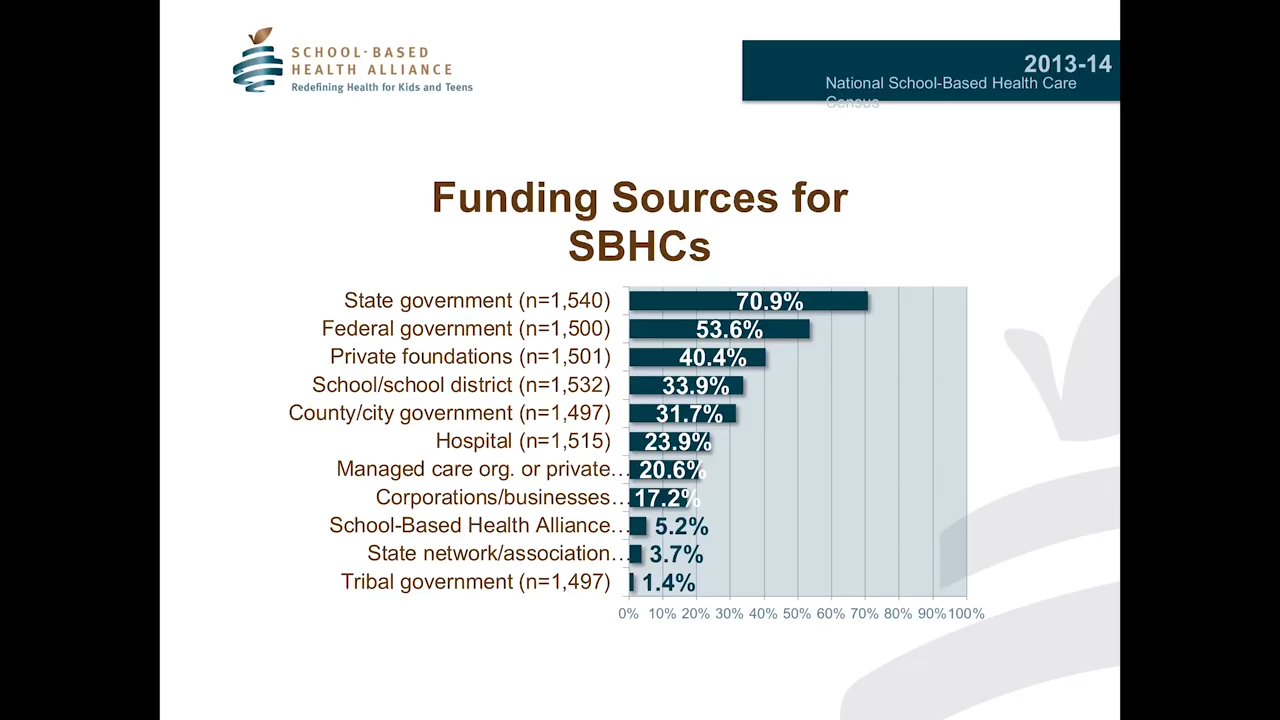 SCHOOL-BASED
HEALTH ALLIANCE
Redefining Health for Kids and Teens
2013-14
National School-Based Health Care
Census
Funding Sources for
SBHCs
State government (n=1,540) 70.9%
Federal government (n=1,500) 53.6%
Private foundations (n=1,501) 40.4%
School/school district (n=1,532) 33.9%
County/city government (n=1,497) 31.7%
Hospital (n=1,515) 23.9%
Managed care org. or private… 20.6%
Corporations/businesses… 17.2%
School-Based Health Alliance… 5.2%
State network/association… 3.7%
Tribal government (n=1,497) 1.4%
0% 10% 20% 30% 40% 50% 60% 70% 80% 90% 100%